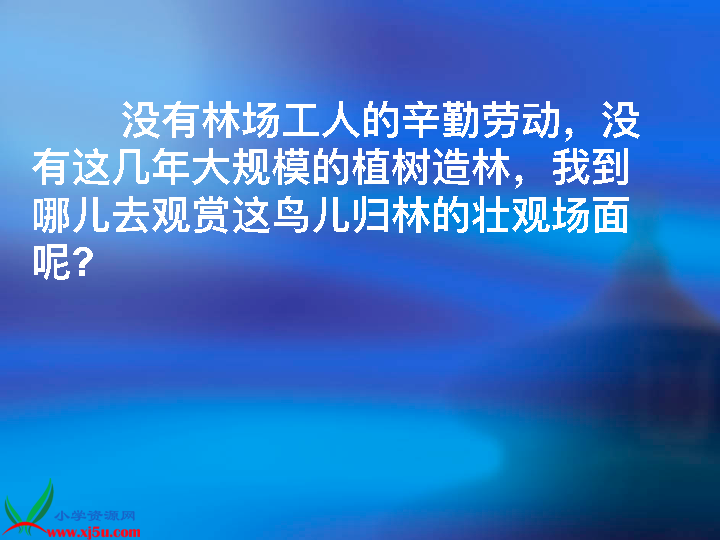 没有林场工人的辛勤劳动，没
有这几年大规模的植树造林，我到
哪儿去观赏这鸟儿归林的壮观场面
呢?
小学资源网
www.xj5u.com